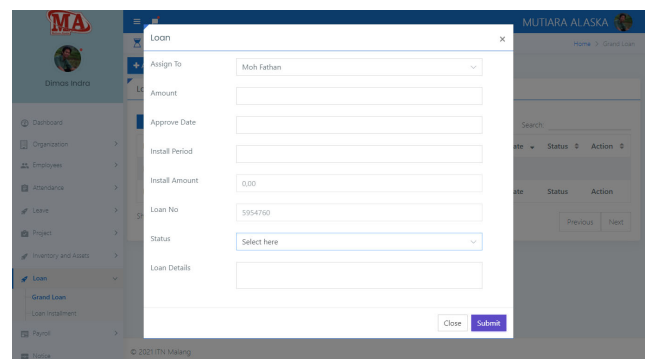 MA
MUTIARA ALASKA
Home > Grand Loan
Dimas Indra
Dashboard
Organization
Employees
Attendance
Leave
Project
Inventory and Assets
Loan
Grand Loan
Loan Installment
Payroll
Notice
Loan ×
Assign To Moh Fathan
Amount
Approve Date
Install Period
Install Amount 0,00
Loan No 5954760
Status Select here
Loan Details
Close Submit
Search:
Status Action
Status Action
Previous Next
© 2021 ITN Malang